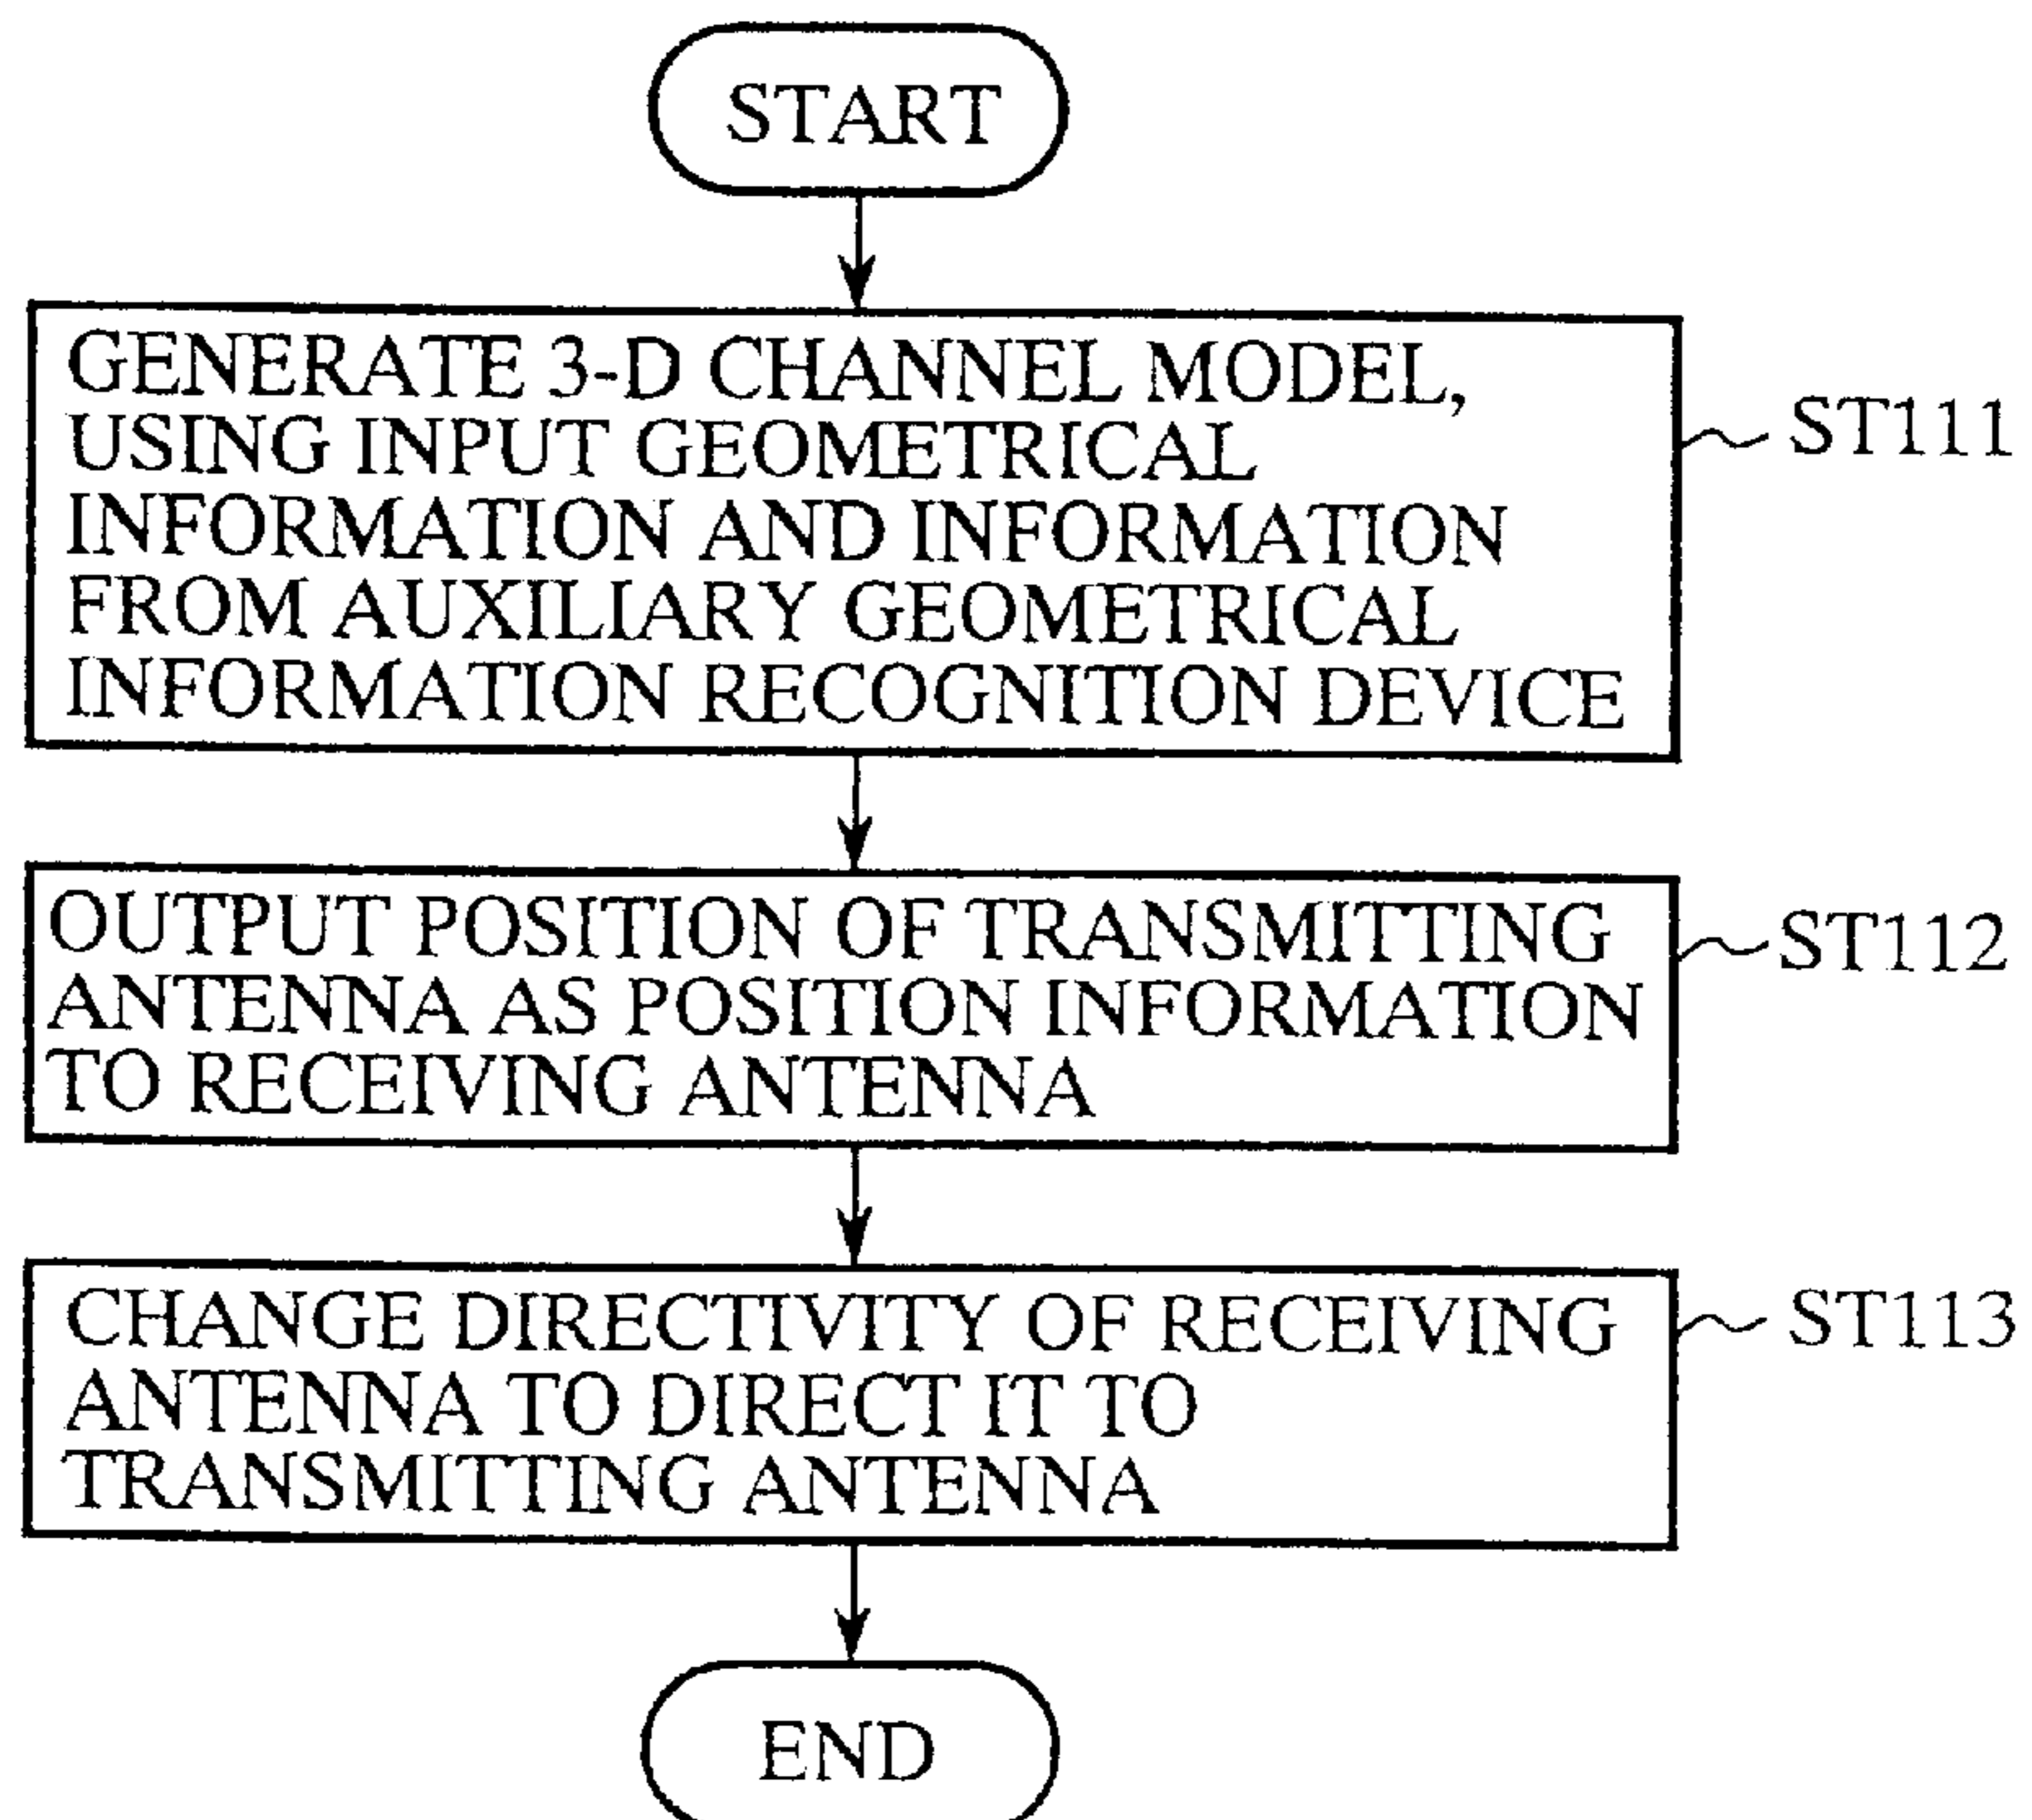 START
GENERATE 3-D CHANNEL MODEL,
USING INPUT GEOMETRICAL
INFORMATION AND INFORMATION
FROM AUXILIARY GEOMETRICAL
INFORMATION RECOGNITION DEVICE
ST111
OUTPUT POSITION OF TRANSMITTING
ANTENNA AS POSITION INFORMATION
TO RECEIVING ANTENNA
ST112
CHANGE DIRECTIVITY OF RECEIVING
ANTENNA TO DIRECT IT TO
TRANSMITTING ANTENNA
ST113
END